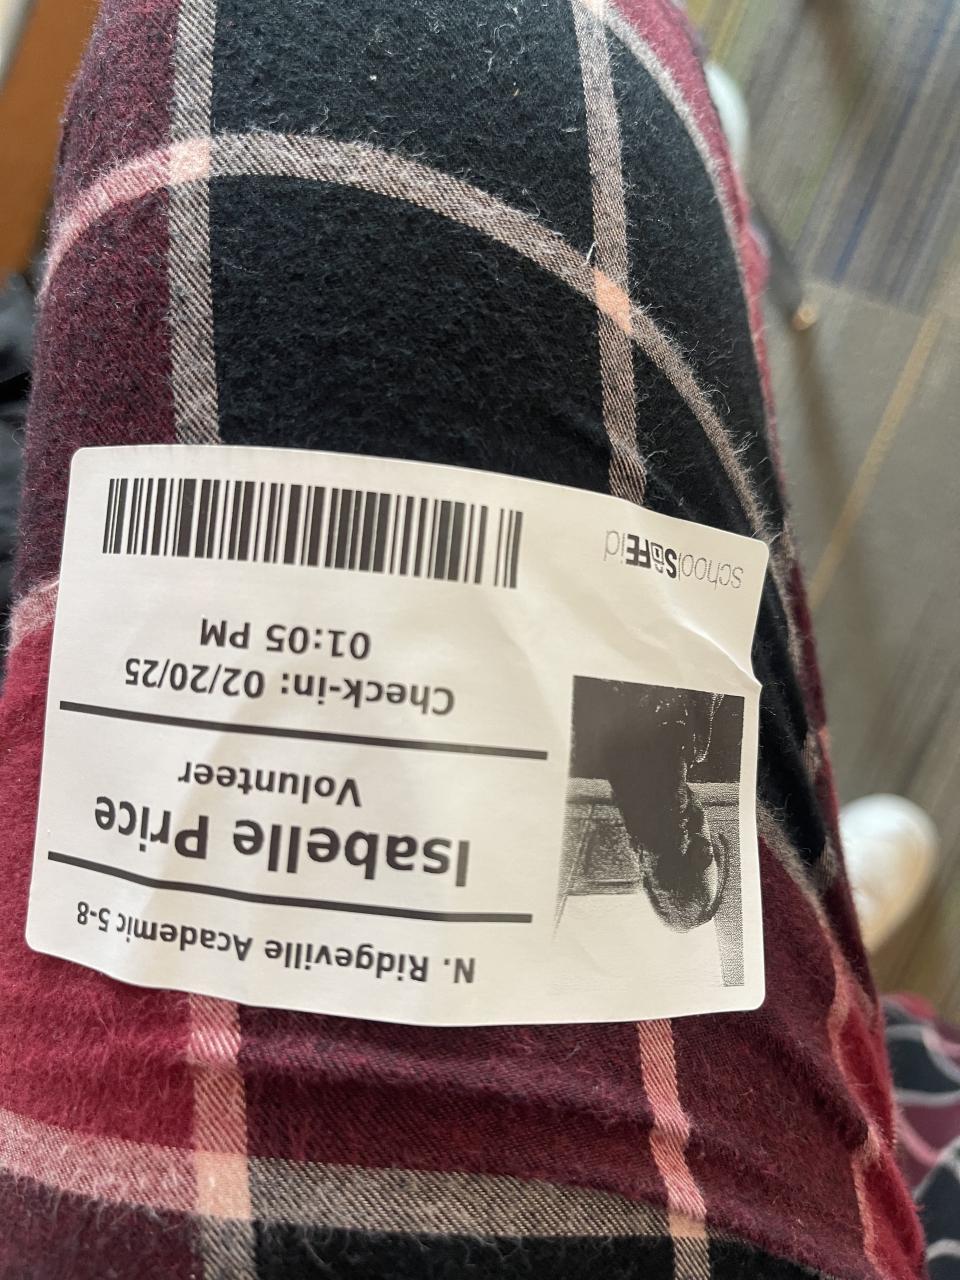 N. Ridgeville Academic 5-8
Isabelle Price
Volunteer
Check-in: 02/20/25
01:05 PM
schoolSAFEid